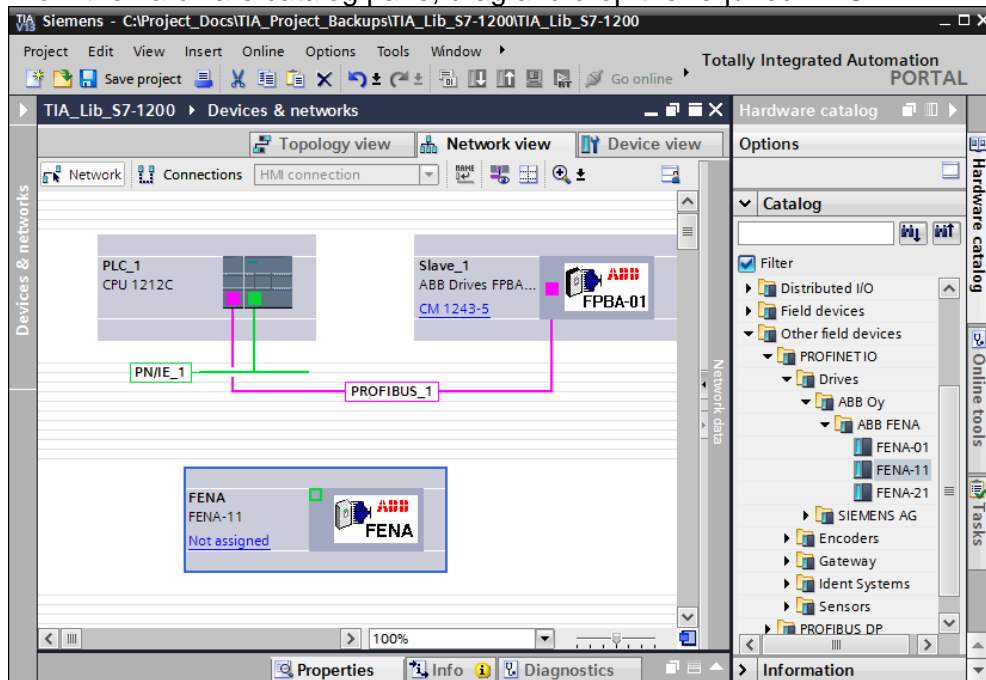 Siemens - C:\Project_Docs\TIA_Project_Backups\TIA_Lib_S7-1200\TIA_Lib_S7-1200
Project Edit View Insert Online Options Tools Window
Totally Integrated Automation
PORTAL
Save project
Go online
TIA_Lib_S7-1200 Devices & networks
Hardware catalog
Topology view
Network view
Device view
Options
Network
Connections
HMI connection
Devices & networks
Catalog
Filter
PLC_1
CPU 1212C
Slave_1
ABB Drives FPBA...
CM 1243-5
ABB
FPBA-01
PN/IE_1
PROFIBUS_1
FENA
FENA-11
Not assigned
ABB
FENA
Network data
Distributed I/O
Field devices
Other field devices
PROFINET IO
Drives
ABB Oy
ABB FENA
FENA-01
FENA-11
FENA-21
SIEMENS AG
Encoders
Gateway
Ident Systems
Sensors
PROFIBUS DP
Hardware catalog
Online tools
Tasks
100%
Properties
Info
Diagnostics
Information